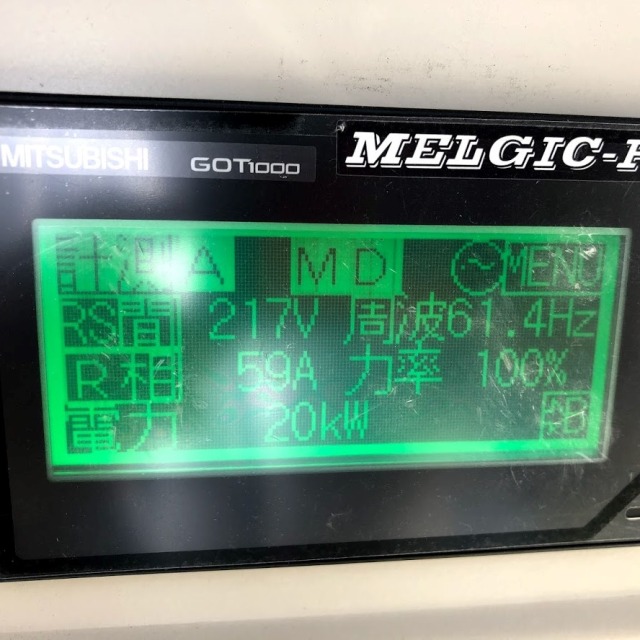 MITSUBISHI GOT1000 MELGIC-
計測A MD MENU
RS間 217V 周波61.4Hz
R相 59A 力率 100%
電力 20kW